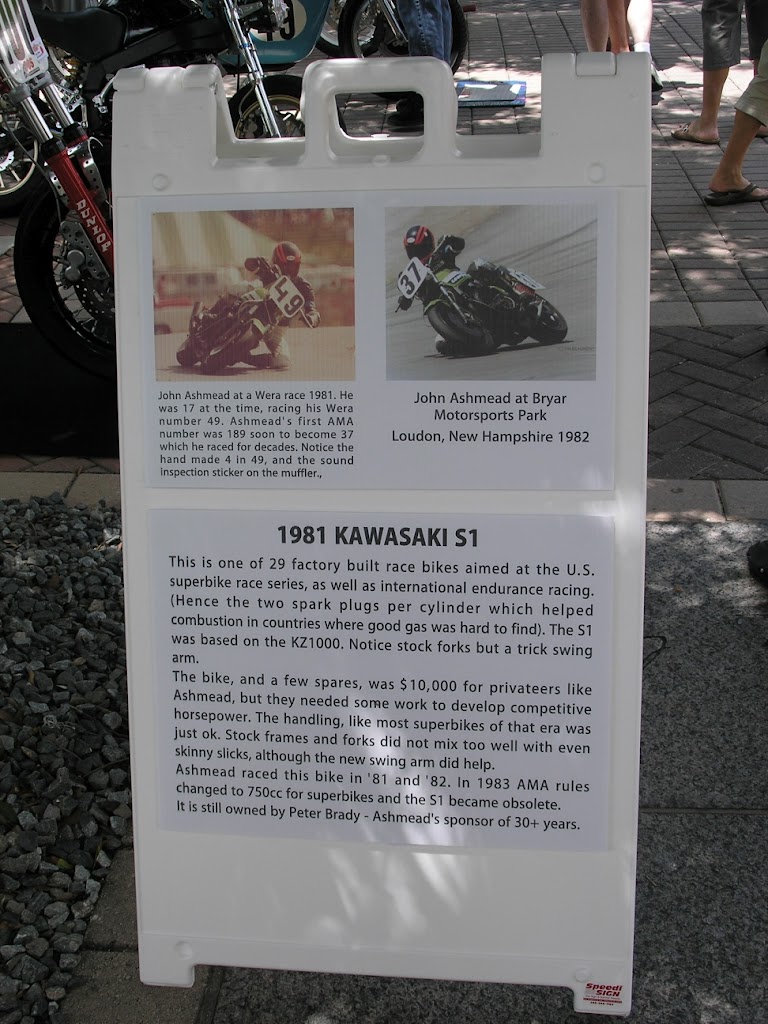 49
49
37
John Ashmead at a Wera race 1981. He
was 17 at the time, racing his Wera
number 49. Ashmead's first AMA
number was 189 soon to become 37
which he raced for decades. Notice the
hand made 4 in 49, and the sound
inspection sticker on the muffler.,
John Ashmead at Bryar
Motorsports Park
Loudon, New Hampshire 1982
1981 KAWASAKI S1
This is one of 29 factory built race bikes aimed at the U.S.
superbike race series, as well as international endurance racing.
(Hence the two spark plugs per cylinder which helped
combustion in countries where good gas was hard to find). The S1
was based on the KZ1000. Notice stock forks but a trick swing
arm.
The bike, and a few spares, was $10,000 for privateers like
Ashmead, but they needed some work to develop competitive
horsepower. The handling, like most superbikes of that era was
just ok. Stock frames and forks did not mix too well with even
skinny slicks, although the new swing arm did help.
Ashmead raced this bike in '81 and '82. In 1983 AMA rules
changed to 750cc for superbikes and the S1 became obsolete.
It is still owned by Peter Brady - Ashmead's sponsor of 30+ years.
Speedi
SIGN